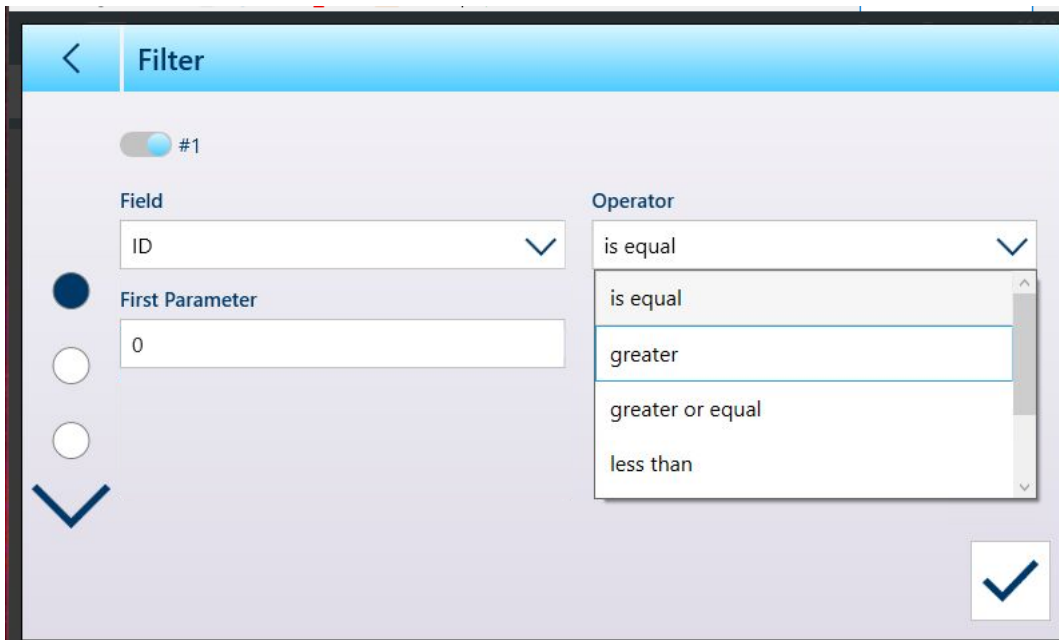 Filter
#1
Field
Operator
ID
is equal
First Parameter
is equal
0
greater
greater or equal
less than